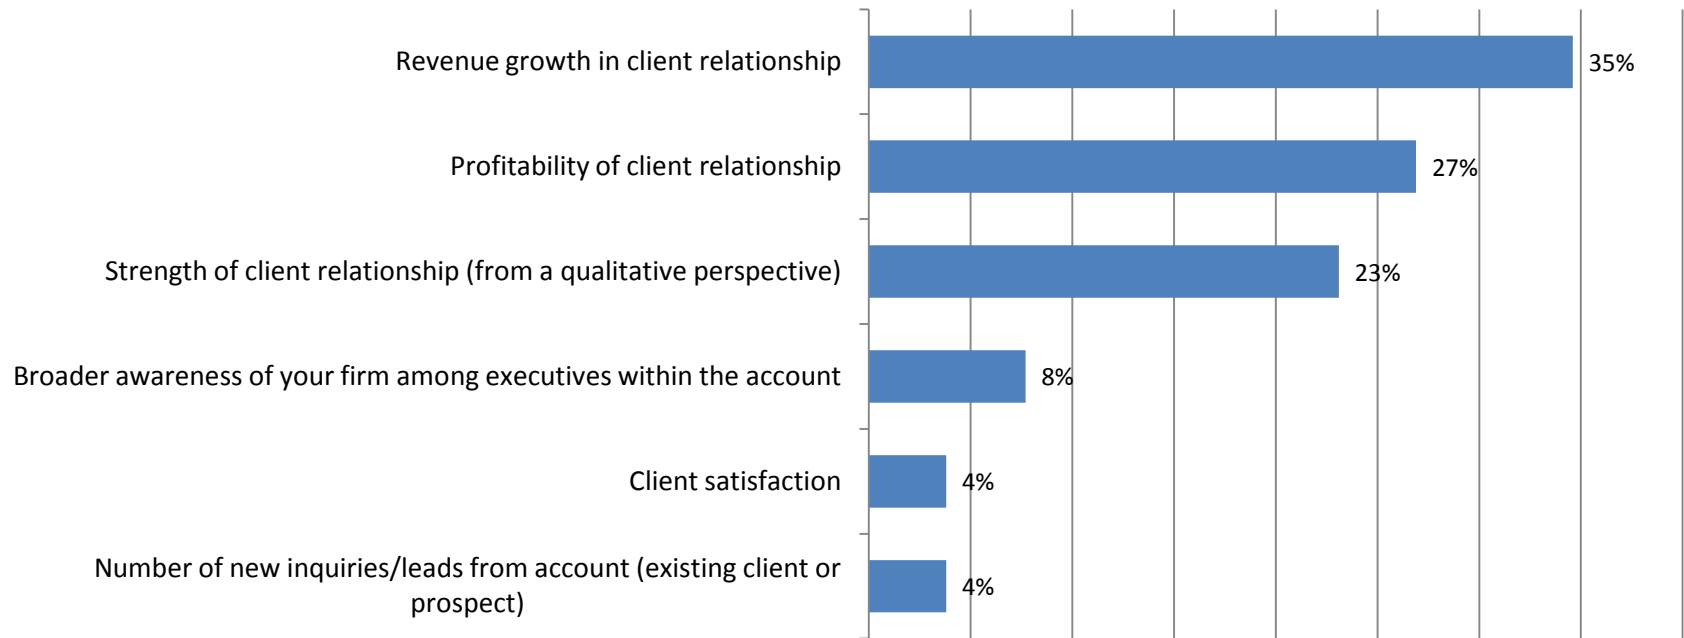 Revenue growth in client relationship
35%
Profitability of client relationship
27%
Strength of client relationship (from a qualitative perspective)
23%
Broader awareness of your firm among executives within the account
8%
Client satisfaction
4%
Number of new inquiries/leads from account (existing client or
prospect)
4%